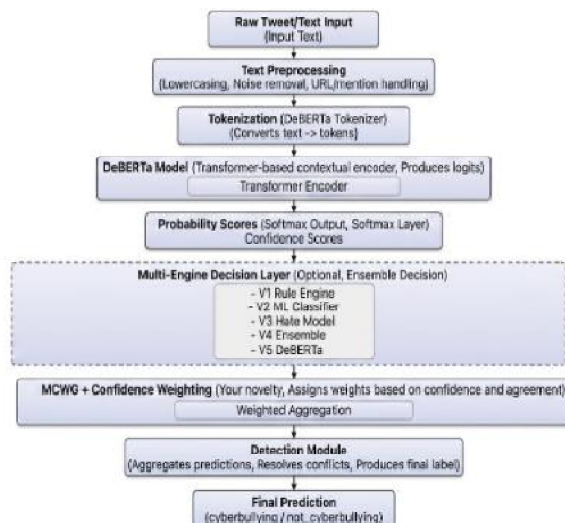 Raw Tweet/Text Input
(Input Text)
Text Preprocessing
(Lowercasing, Noise removal, URL/mention handling)
Tokenization (DeBERTa Tokenizer)
(Converts text -> tokens)
DeBERTa Model (Transformer-based contextual encoder, Produces logits)
Transformer Encoder
Probability Scores (Softmax Output, Softmax Layer)
Confidence Scores
Multi-Engine Decision Layer (Optional, Ensemble Decision)
- V1 Rule Engine
- V2 ML Classifier
- V3 Hate Model
- V4 Ensemble
- V5 DeBERTa
MCWG + Confidence Weighting (Your novelty, Assigns weights based on confidence and agreement)
Weighted Aggregation
Detection Module
(Aggregates predictions, Resolves conflicts, Produces final label)
Final Prediction
(cyberbullying / not_cyberbullying)